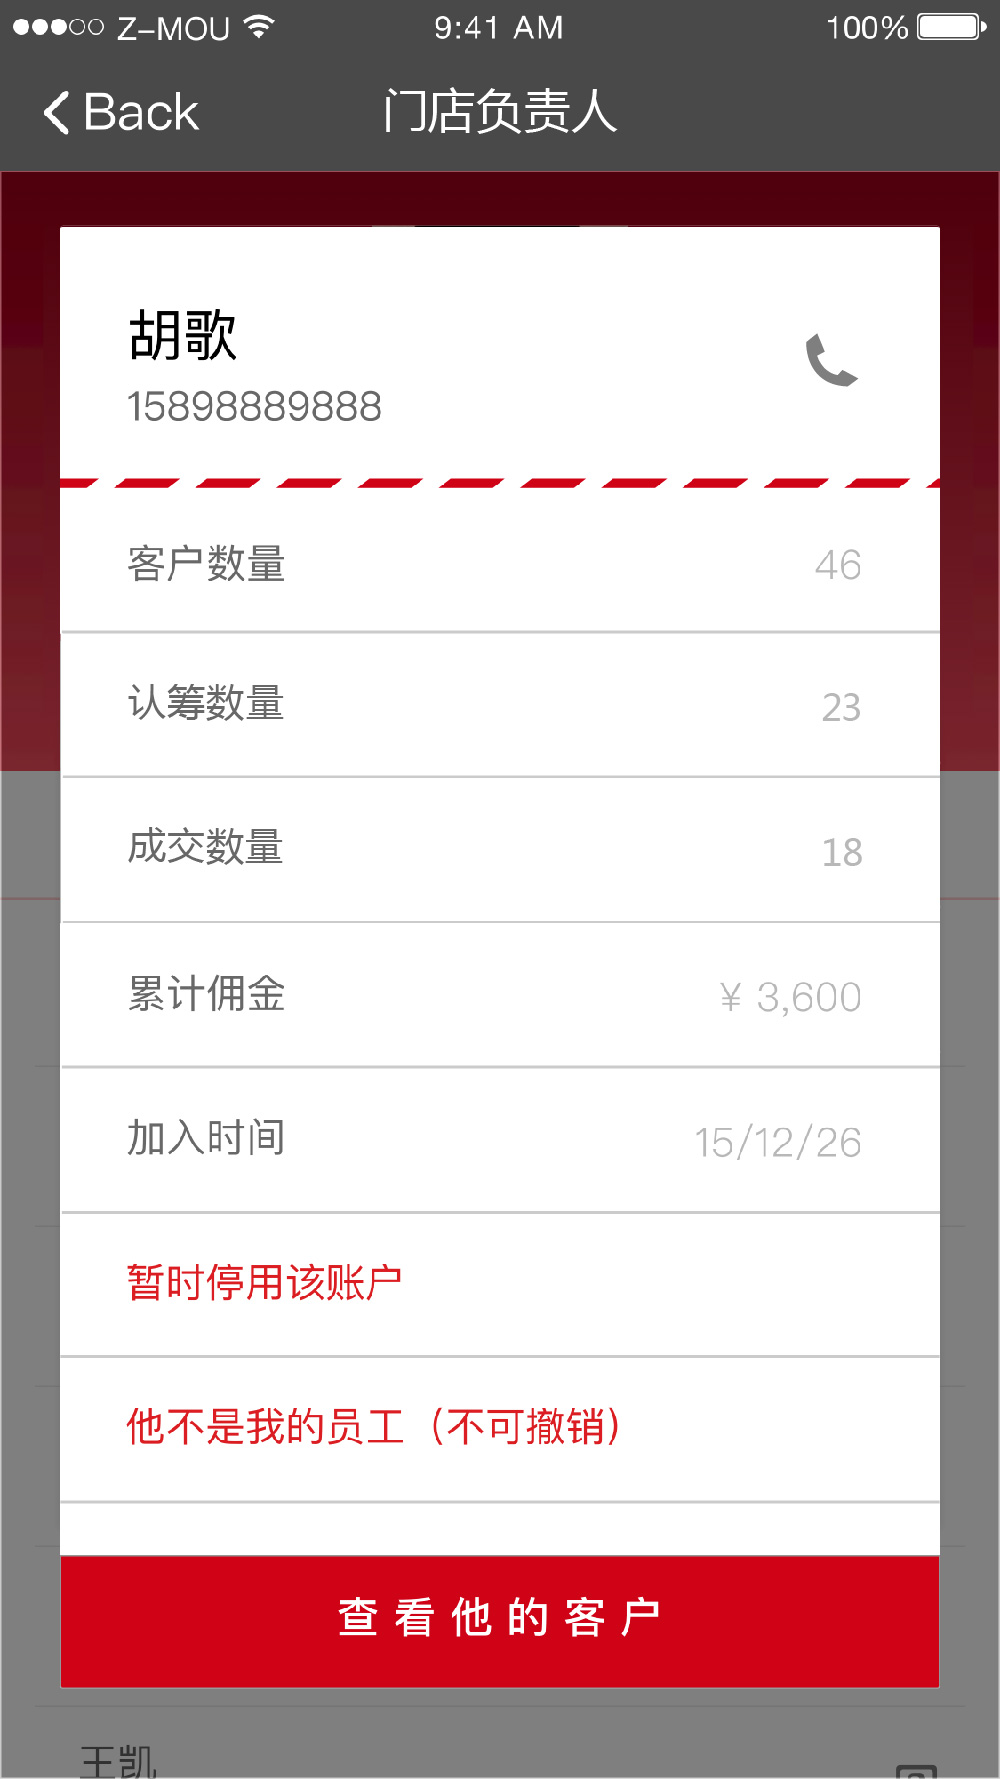 Z-MOU 9:41 AM 100%
Back 门店负责人
胡歌
15898889888
客户数量 46
认筹数量 23
成交数量 18
累计佣金 ¥ 3,600
加入时间 15/12/26
暂时停用该账户
他不是我的员工（不可撤销）
查看他的客户
王凯